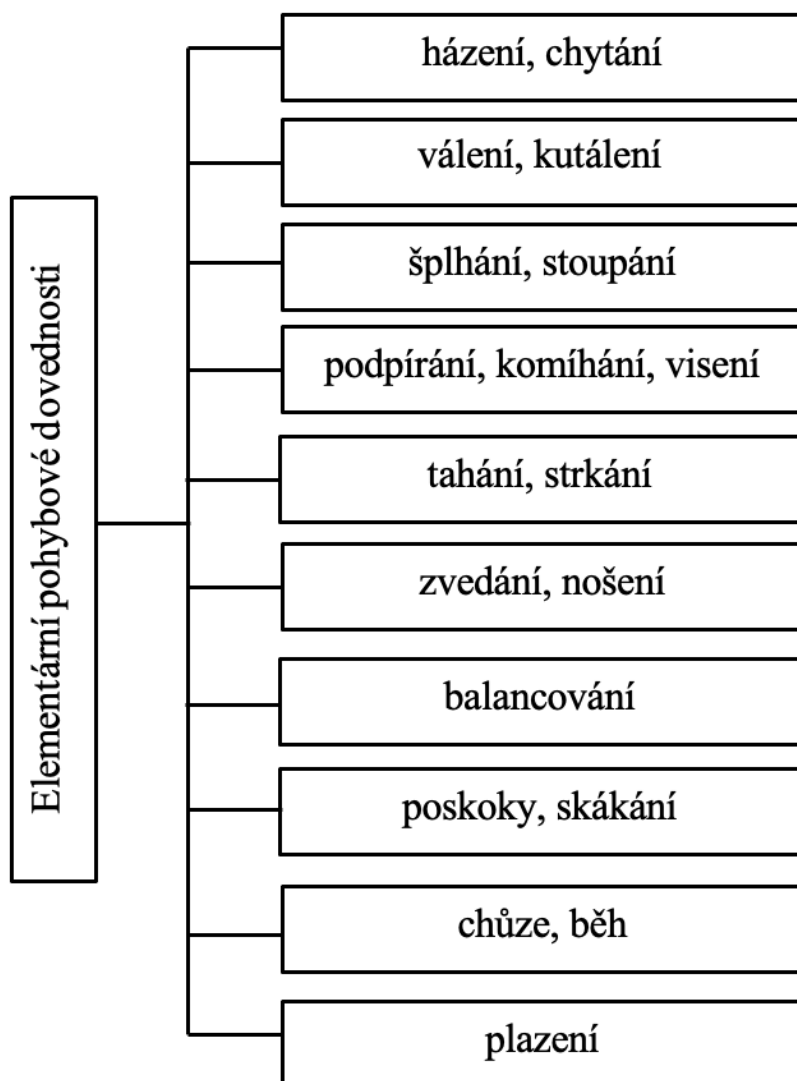 Elementární pohybové dovednosti
házení, chytání
válení, kutálení
šplhání, stoupání
podpírání, komíhání, visení
tahání, strkání
zvedání, nošení
balancování
poskoky, skákání
chůze, běh
plazení